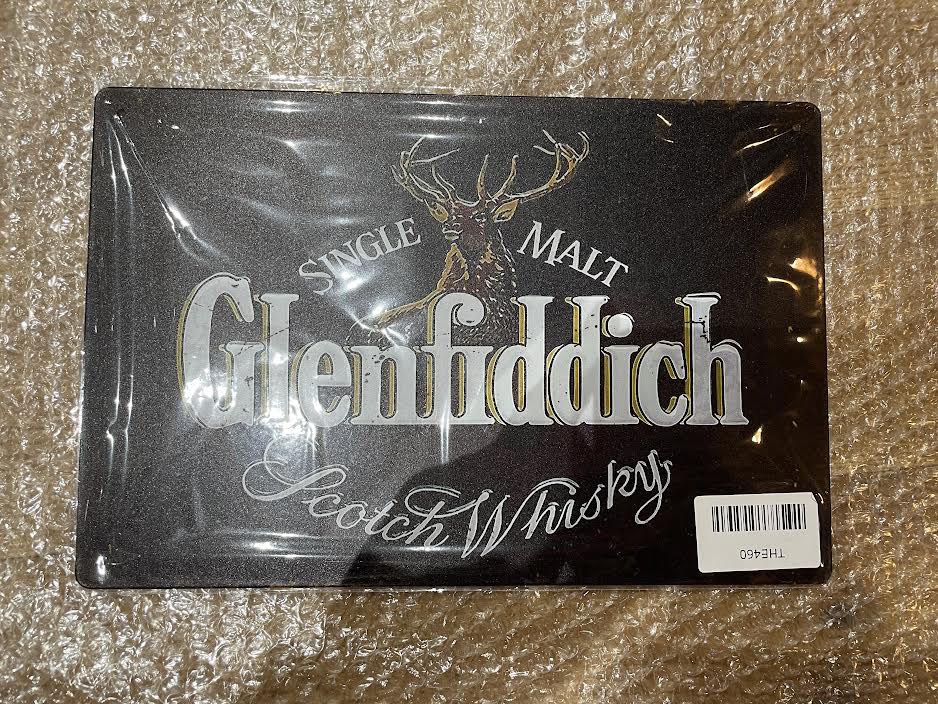 SINGLE MALT
Glenfiddich
Scotch Whisky
THE460